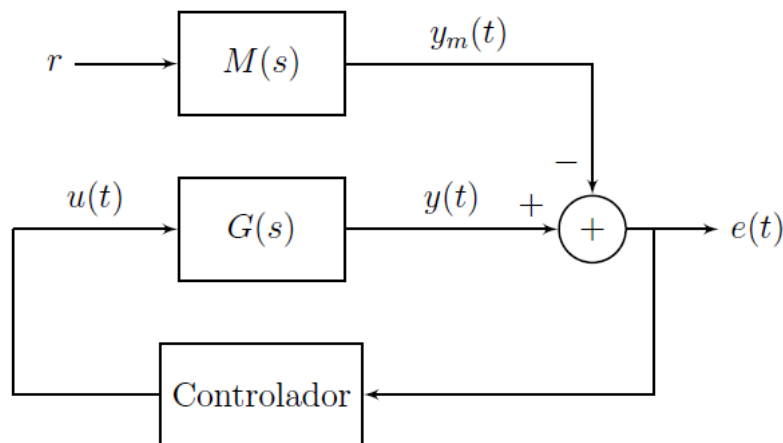 r
M(s)
y_m(t)
−
u(t)
G(s)
y(t)
+
+
e(t)
Controlador